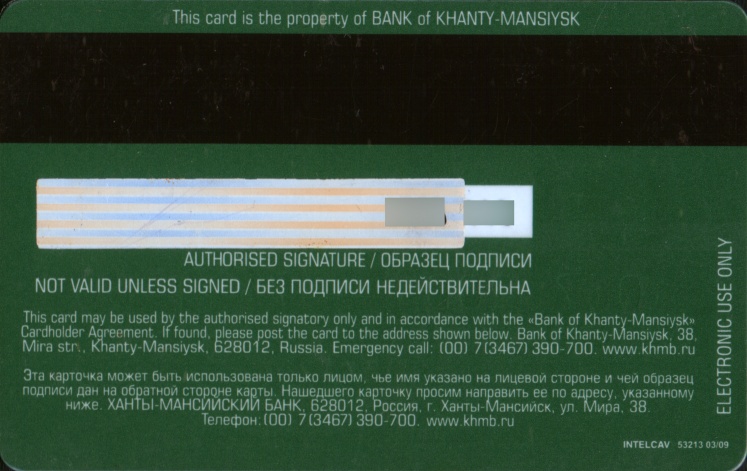 This card is the property of BANK of KHANTY-MANSIYSK
AUTHORISED SIGNATURE / ОБРАЗЕЦ ПОДПИСИ
NOT VALID UNLESS SIGNED / БЕЗ ПОДПИСИ НЕДЕЙСТВИТЕЛЬНА
This card may be used by the authorised signatory only and in accordance with the «Bank of Khanty-Mansiysk»
Cardholder Agreement. If found, please post the card to the address shown below. Bank of Khanty-Mansiysk, 38,
Mira str., Khanty-Mansiysk, 628012, Russia. Emergency call: (00) 7(3467) 390-700. www.khmb.ru
Эта карточка может быть использована только лицом, чье имя указано на лицевой стороне и чей образец
подписи дан на обратной стороне карты. Нашедшего карточку просим направить ее по адресу, указанному
ниже. ХАНТЫ-МАНСИЙСКИЙ БАНК, 628012, Россия, г. Ханты-Мансийск, ул. Мира, 38.
Телефон:(00) 7(3467) 390-700. www.khmb.ru
ELECTRONIC USE ONLY
INTELCAV 53213 03/09